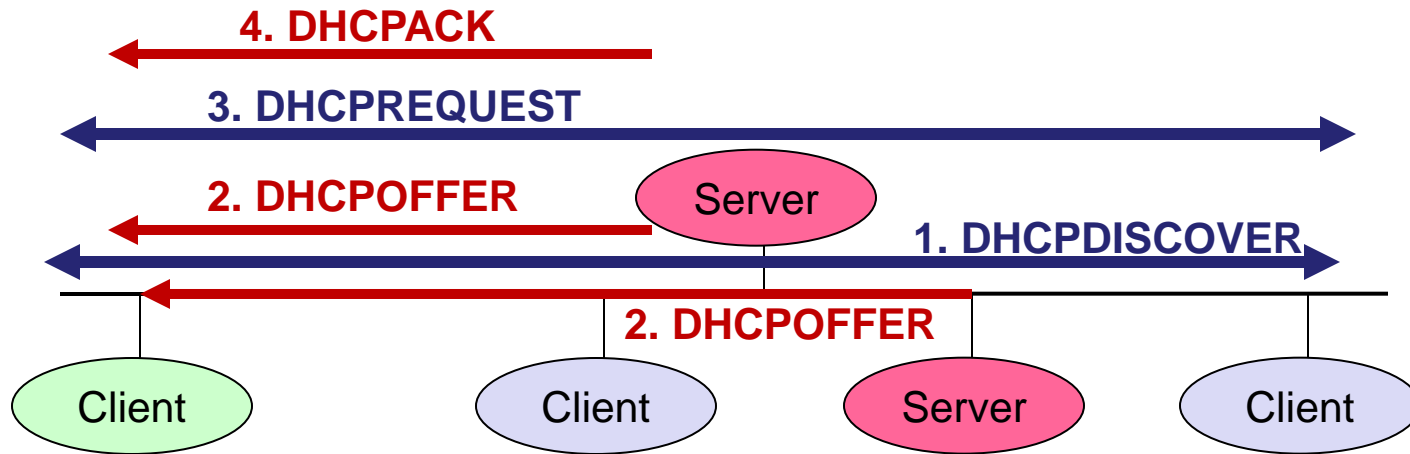 4. DHCPACK
3. DHCPREQUEST
2. DHCPOFFER
Server
1. DHCPDISCOVER
2. DHCPOFFER
Client
Client
Server
Client